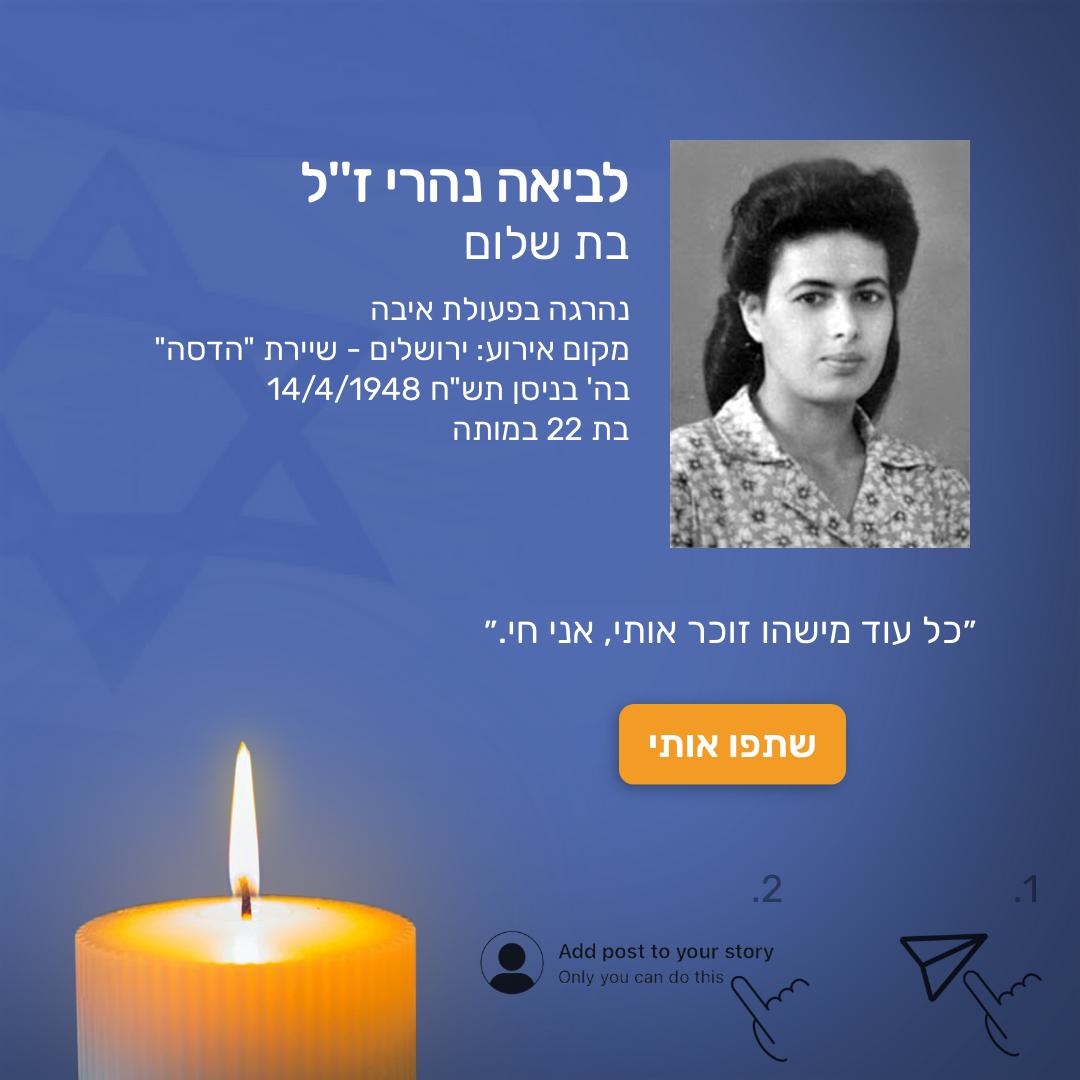 לביאה נהרי ז"ל
בת שלום
נהרגה בפעולת איבה
מקום אירוע: ירושלים - שיירת "הדסה"
בה' בניסן תש"ח 14/4/1948
בת 22 במותה
״כל עוד מישהו זוכר אותי, אני חי.״
שתפו אותי
1.
2.
Add post to your story
Only you can do this